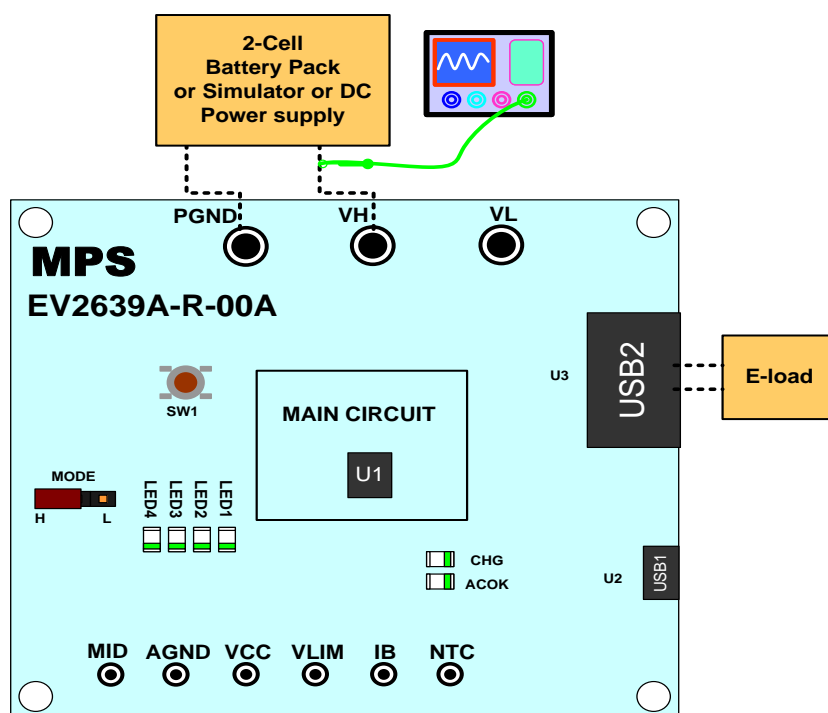 2-Cell
Battery Pack
or Simulator or DC
Power supply
PGND
VH
VL
MPS
EV2639A-R-00A
SW1
MAIN CIRCUIT
U1
U3
USB2
E-load
MODE
H
L
LED4
LED3
LED2
LED1
CHG
ACOK
U2
USB1
MID
AGND
VCC
VLIM
IB
NTC